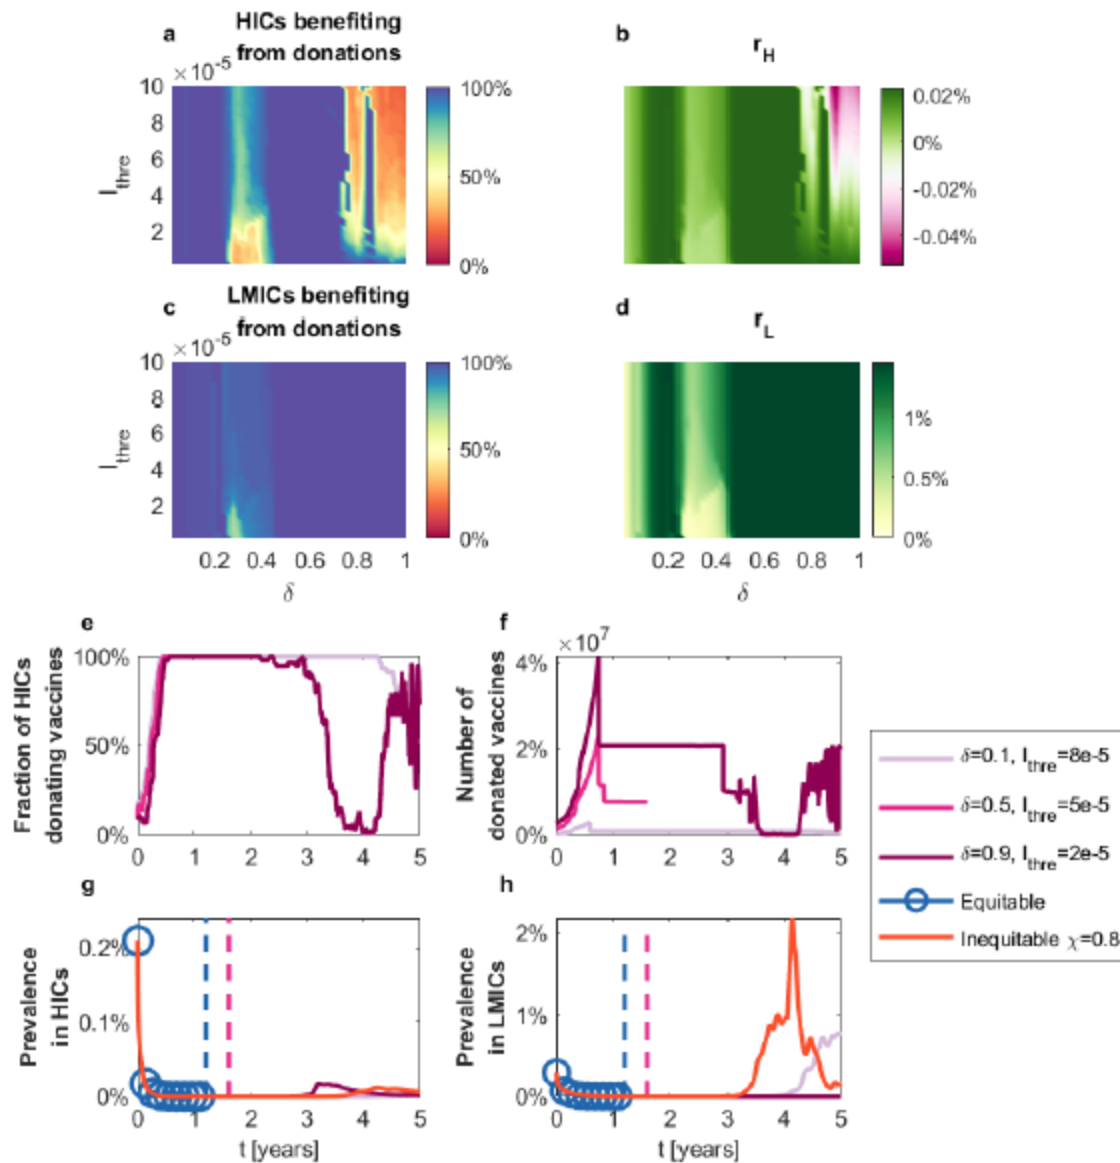 a
HICs benefiting
from donations
b
r_H
×10^-5
10
8
6
4
2
I_thre
100%
50%
0%
0.02%
0%
-0.02%
-0.04%
c
LMICs benefiting
from donations
d
r_L
×10^-5
10
8
6
4
2
I_thre
0.2 0.4 0.6 0.8 1
δ
100%
50%
0%
0.2 0.4 0.6 0.8 1
δ
1%
0.5%
0%
e
Fraction of HICs
donating vaccines
100%
50%
0%
0 1 2 3 4 5
f
×10^7
Number of
donated vaccines
4%
2%
0%
0 1 2 3 4 5
g
Prevalence
in HICs
0.2%
0.1%
0%
0 1 2 3 4 5
t [years]
h
Prevalence
in LMICs
2%
1%
0%
0 1 2 3 4 5
t [years]
δ=0.1, I_thre=8e-5
δ=0.5, I_thre=5e-5
δ=0.9, I_thre=2e-5
Equitable
Inequitable χ=0.8